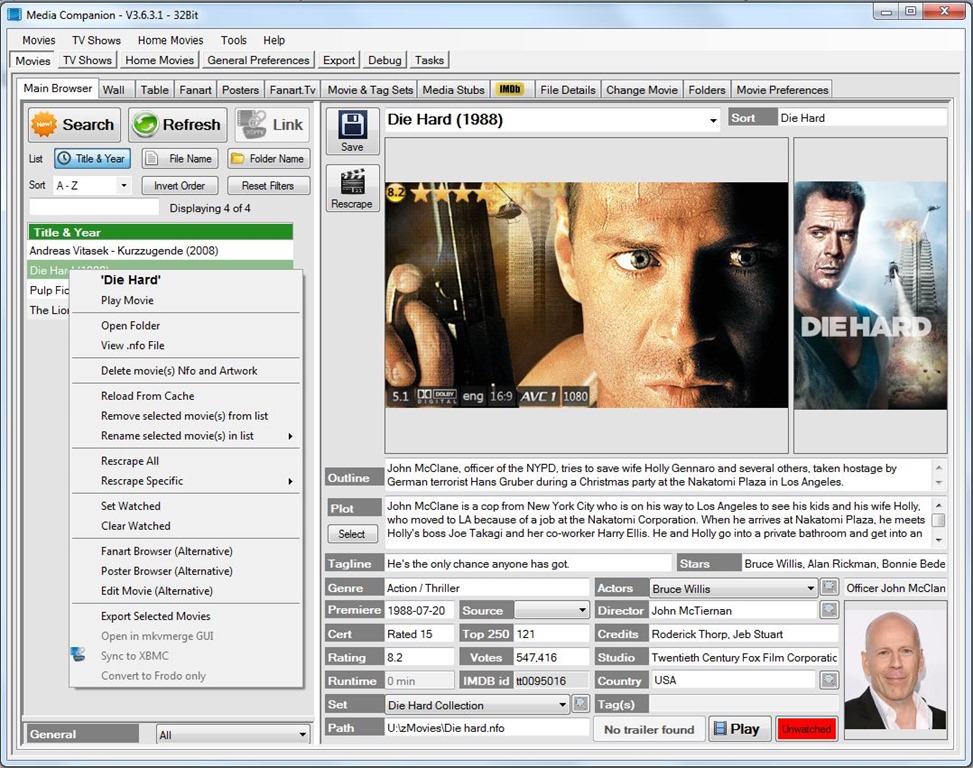 Media Companion - V3.6.3.1 - 32Bit
Movies TV Shows Home Movies Tools Help
Movies TV Shows Home Movies General Preferences Export Debug Tasks
Main Browser Wall Table Fanart Posters Fanart.Tv Movie & Tag Sets Media Stubs IMDb File Details Change Movie Folders Movie Preferences
New! Search Refresh Link
List Title & Year File Name Folder Name
Sort A - Z Invert Order Reset Filters
Displaying 4 of 4
Title & Year
Andreas Vitasek - Kurzzugende (2008)
Die Hard (1988)
Pulp Fic
The Lion
'Die Hard'
Play Movie
Open Folder
View .nfo File
Delete movie(s) Nfo and Artwork
Reload From Cache
Remove selected movie(s) from list
Rename selected movie(s) in list
Rescrape All
Rescrape Specific
Set Watched
Clear Watched
Fanart Browser (Alternative)
Poster Browser (Alternative)
Edit Movie (Alternative)
Export Selected Movies
Open in mkvmerge GUI
Sync to XBMC
Convert to Frodo only
General All
Save
Rescrape
Die Hard (1988) Sort Die Hard
8.2
5.1 DOLBY DIGITAL eng 16:9 AVC 1 1080
DIE HARD
Outline John McClane, officer of the NYPD, tries to save wife Holly Gennaro and several others, taken hostage by
German terrorist Hans Gruber during a Christmas party at the Nakatomi Plaza in Los Angeles.
Plot John McClane is a cop from New York City who is on his way to Los Angeles to see his kids and his wife Holly,
who moved to LA because of a job at the Nakatomi Corporation. When he arrives at Nakatomi Plaza, he meets
Select Holly's boss Joe Takagi and her co-worker Harry Ellis. He and Holly go into a private bathroom and get into an
Tagline He's the only chance anyone has got. Stars Bruce Willis, Alan Rickman, Bonnie Bede
Genre Action / Thriller Actors Bruce Willis Officer John McClan
Premiere 1988-07-20 Source Director John McTiernan
Cert Rated 15 Top 250 121 Credits Roderick Thorp, Jeb Stuart
Rating 8.2 Votes 547,416 Studio Twentieth Century Fox Film Corporatic
Runtime 0 min IMDB id tt0095016 Country USA
Set Die Hard Collection Tag(s)
Path U:\zMovies\Die hard.nfo No trailer found Play Unwatched